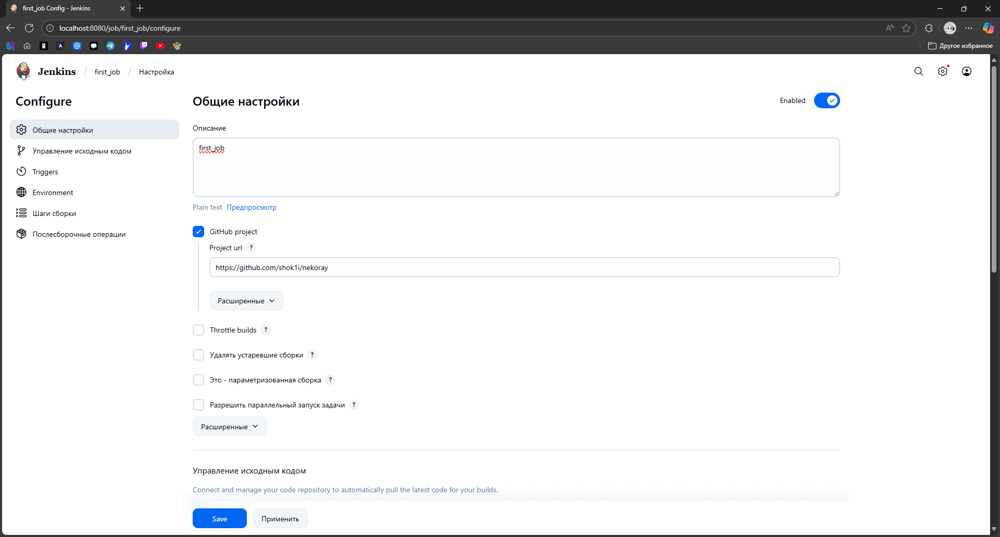 first_job Config - Jenkins
localhost:8080/job/first_job/configure
Другое избранное
Jenkins / first_job / Настройка
Configure
Общие настройки
Управление исходным кодом
Triggers
Environment
Шаги сборки
Послесборочные операции
Общие настройки
Enabled
Описание
first_job
Plain text Предпросмотр
GitHub project
Project url ?
https://github.com/shok1i/nekoray
Расширенные
Throttle builds ?
Удалять устаревшие сборки ?
Это - параметризованная сборка ?
Разрешить параллельный запуск задачи ?
Расширенные
Управление исходным кодом
Connect and manage your code repository to automatically pull the latest code for your builds.
Save Применить